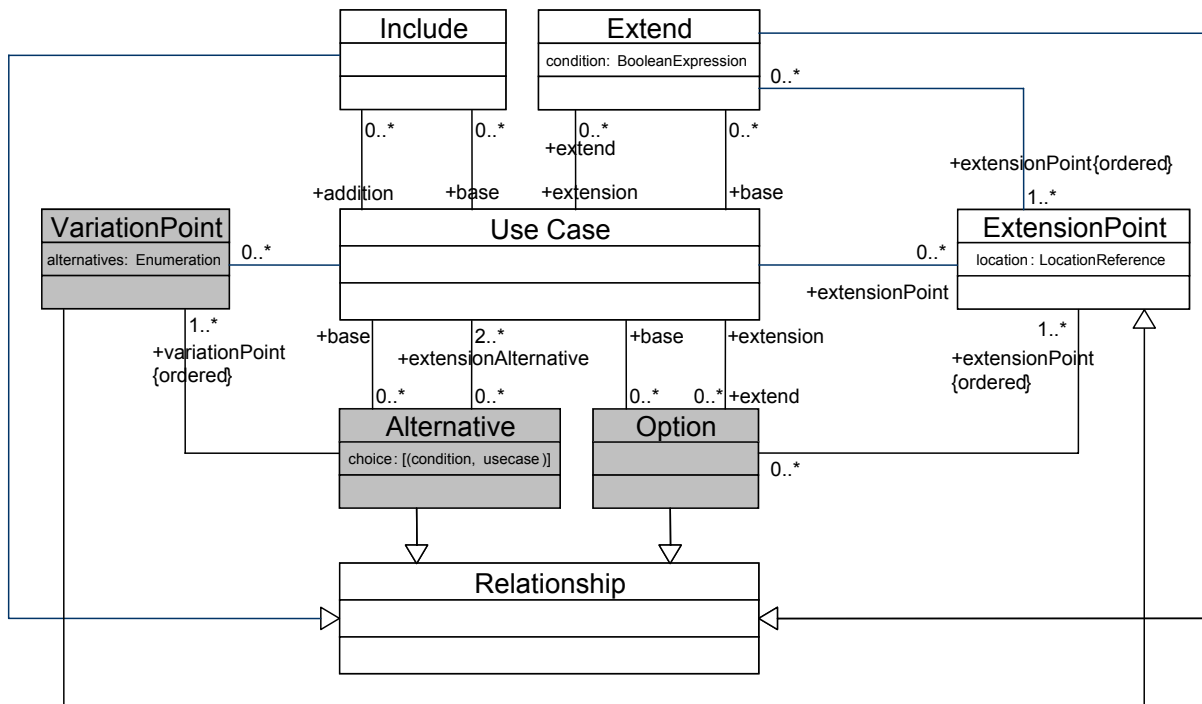 Include
Extend
condition: BooleanExpression
0..*
0..*
0..*
0..*
0..*
+extend
+extensionPoint{ordered}
+addition
+base
+extension
+base
1..*
VariationPoint
Use Case
ExtensionPoint
alternatives: Enumeration
0..*
0..*
location: LocationReference
+extensionPoint
1..*
+base
2..*
+base
+extension
1..*
+variationPoint
{ordered}
+extensionAlternative
+extensionPoint
{ordered}
0..*
0..*
0..*
0..*
+extend
Alternative
Option
choice: [(condition, usecase)]
0..*
Relationship